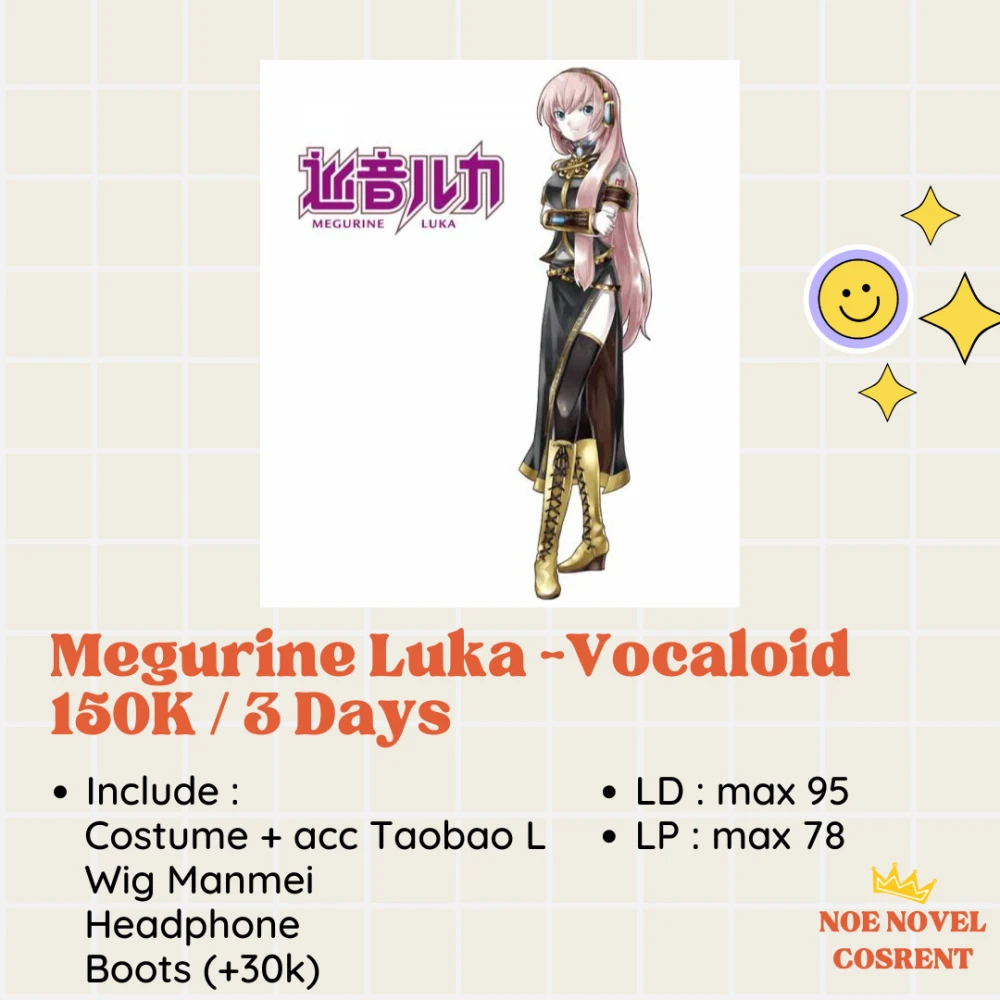 巡音ルカ
MEGURINE LUKA
Megurine Luka -Vocaloid
150K / 3 Days
• Include :
Costume + acc Taobao L
Wig Manmei
Headphone
Boots (+30k)
• LD : max 95
• LP : max 78
NOE NOVEL
COSRENT